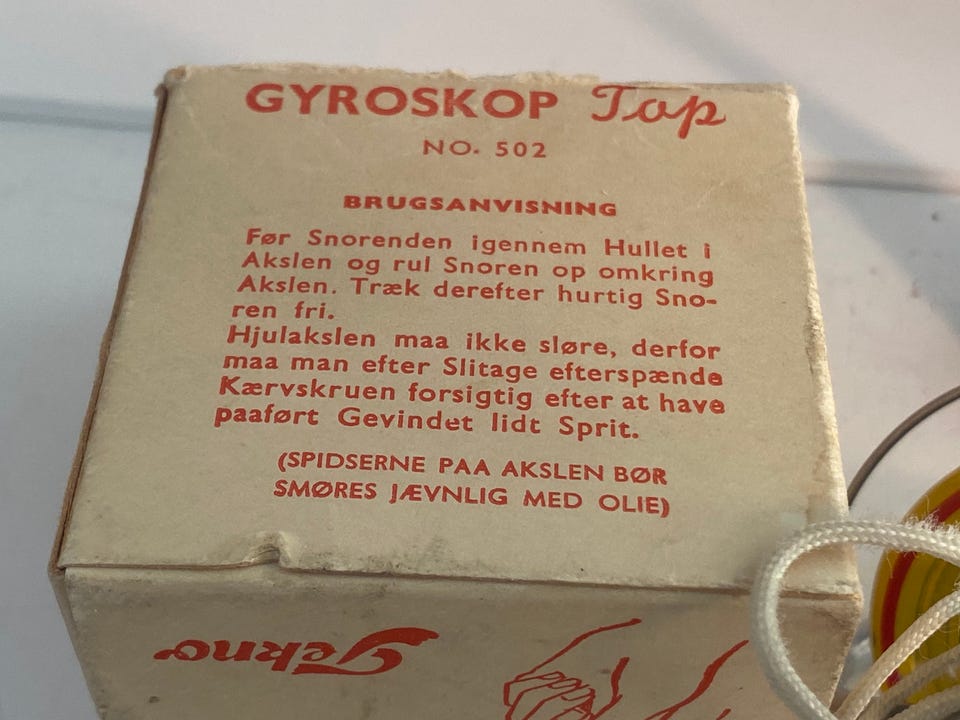 GYROSKOP Top
NO. 502
BRUGSANVISNING
Før Snorenden igennem Hullet i
Akslen og rul Snoren op omkring
Akslen. Træk derefter hurtig Sno-
ren fri.
Hjulakslen maa ikke sløre, derfor
maa man efter Slitage efterspænde
Kærvskruen forsigtig efter at have
paaført Gevindet lidt Sprit.
(SPIDSERNE PAA AKSLEN BØR
SMØRES JÆVNLIG MED OLIE)
Tekno